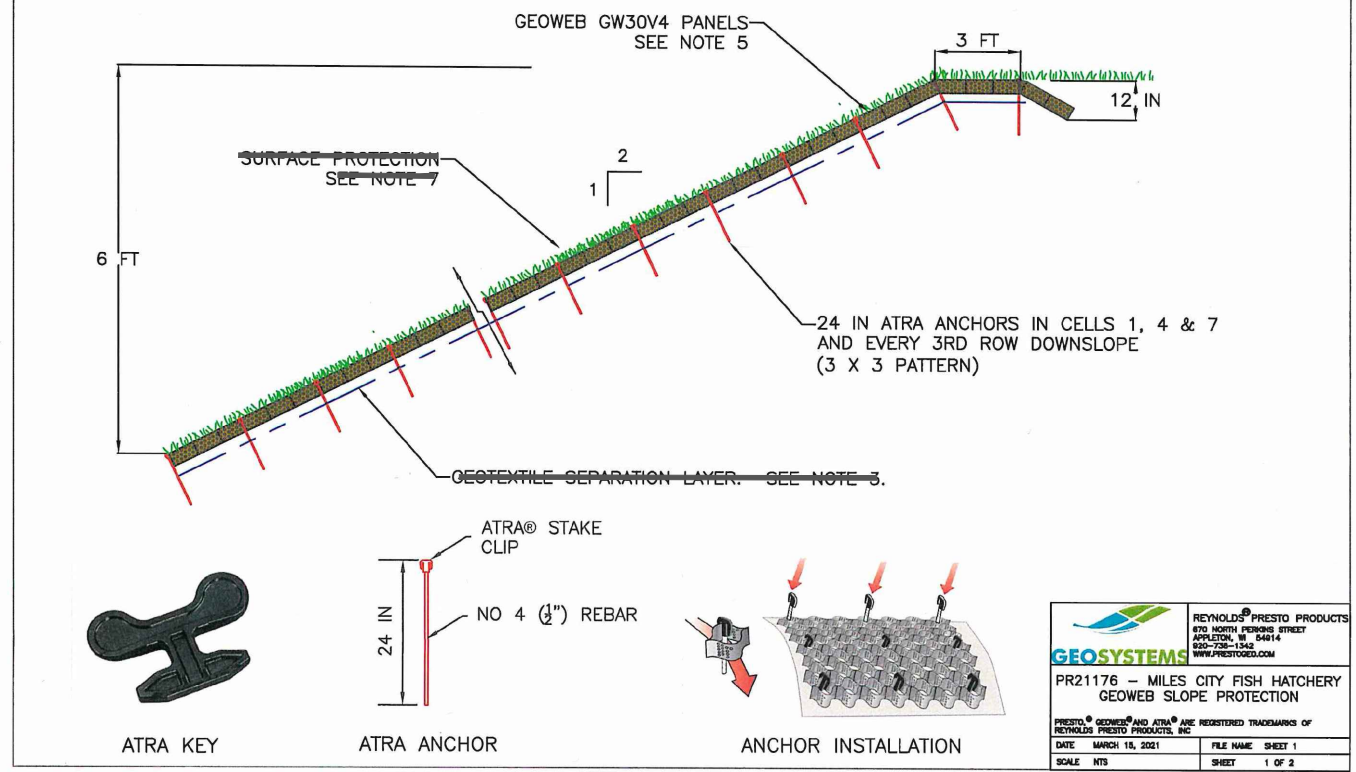 GEOWEB GW30V4 PANELS
SEE NOTE 5
3 FT
12 IN
SURFACE PROTECTION
SEE NOTE 7
2
1
6 FT
24 IN ATRA ANCHORS IN CELLS 1, 4 & 7
AND EVERY 3RD ROW DOWNSLOPE
(3 X 3 PATTERN)
GEOTEXTILE SEPARATION LAYER. SEE NOTE 3.
ATRA® STAKE
CLIP
24 IN
NO 4 (½") REBAR
ATRA KEY
ATRA ANCHOR
ANCHOR INSTALLATION
GEOSYSTEMS
REYNOLDS® PRESTO PRODUCTS
670 NORTH PERKINS STREET
APPLETON, WI 54914
920-738-1342
WWW.PRESTOGEO.COM
PR21176 – MILES CITY FISH HATCHERY
GEOWEB SLOPE PROTECTION
PRESTO,® GEOWEB,® AND ATRA® ARE REGISTERED TRADEMARKS OF
REYNOLDS PRESTO PRODUCTS, INC
DATE MARCH 15, 2021
FILE NAME SHEET 1
SCALE NTS
SHEET 1 OF 2